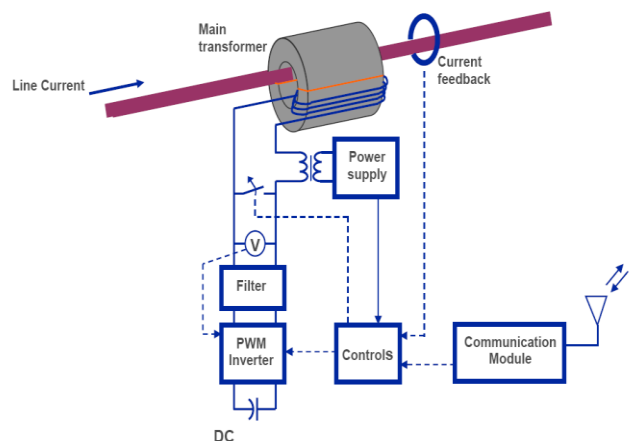 Main
transformer
Line Current
Current
feedback
Power
supply
V
Filter
PWM
Inverter
Controls
Communication
Module
DC